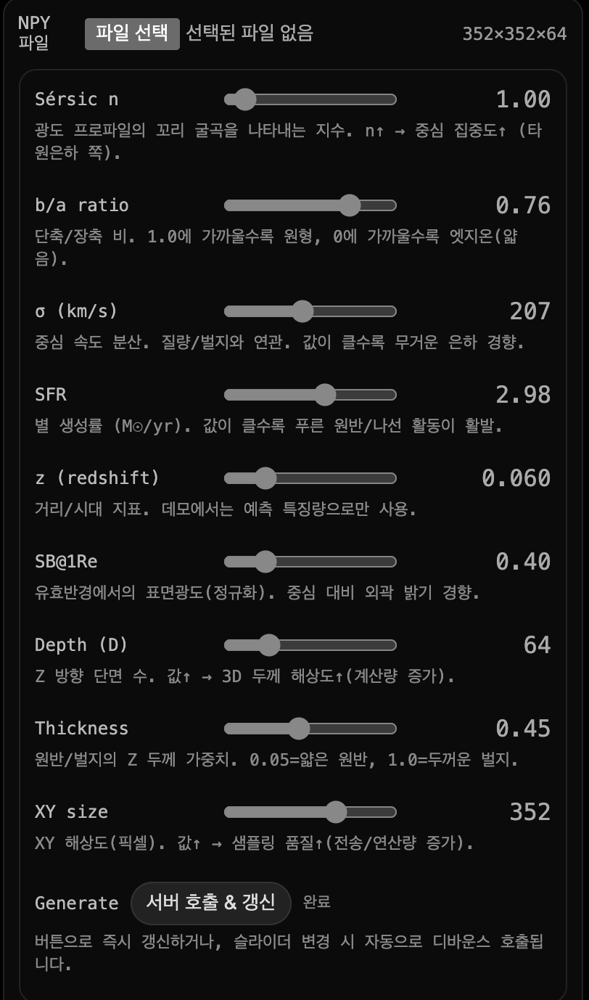 NPY
파일
파일 선택 선택된 파일 없음 352×352×64
Sérsic n 1.00
광도 프로파일의 꼬리 굴곡을 나타내는 지수. n↑ → 중심 집중도↑ (타
원은하 쪽).
b/a ratio 0.76
단축/장축 비. 1.0에 가까울수록 원형, 0에 가까울수록 엣지온(얇
음).
σ (km/s) 207
중심 속도 분산. 질량/벌지와 연관. 값이 클수록 무거운 은하 경향.
SFR 2.98
별 생성률 (M☉/yr). 값이 클수록 푸른 원반/나선 활동이 활발.
z (redshift) 0.060
거리/시대 지표. 데모에서는 예측 특징량으로만 사용.
SB@1Re 0.40
유효반경에서의 표면광도(정규화). 중심 대비 외곽 밝기 경향.
Depth (D) 64
Z 방향 단면 수. 값↑ → 3D 두께 해상도↑(계산량 증가).
Thickness 0.45
원반/벌지의 Z 두께 가중치. 0.05=얇은 원반, 1.0=두꺼운 벌지.
XY size 352
XY 해상도(픽셀). 값↑ → 샘플링 품질↑(전송/연산량 증가).
Generate 서버 호출 & 갱신 완료
버튼으로 즉시 갱신하거나, 슬라이더 변경 시 자동으로 디바운스 호출됩
니다.